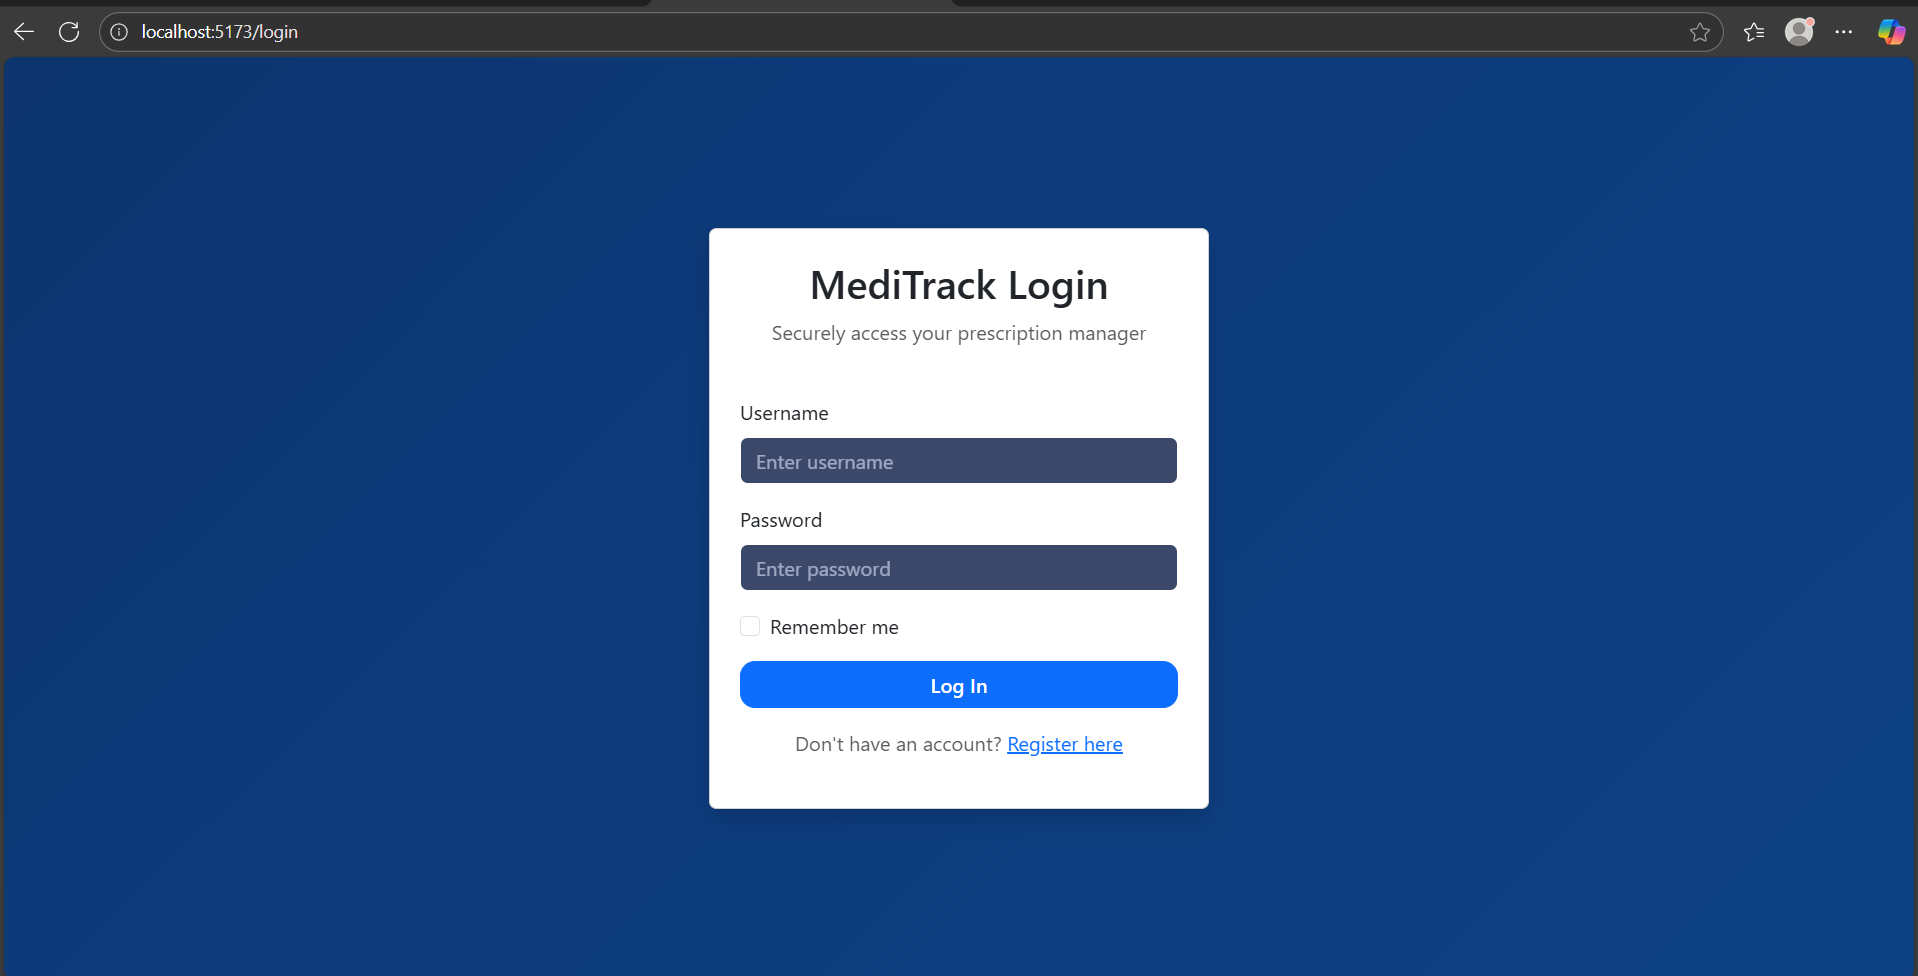 localhost:5173/login
MediTrack Login
Securely access your prescription manager
Username
Enter username
Password
Enter password
Remember me
Log In
Don't have an account? Register here